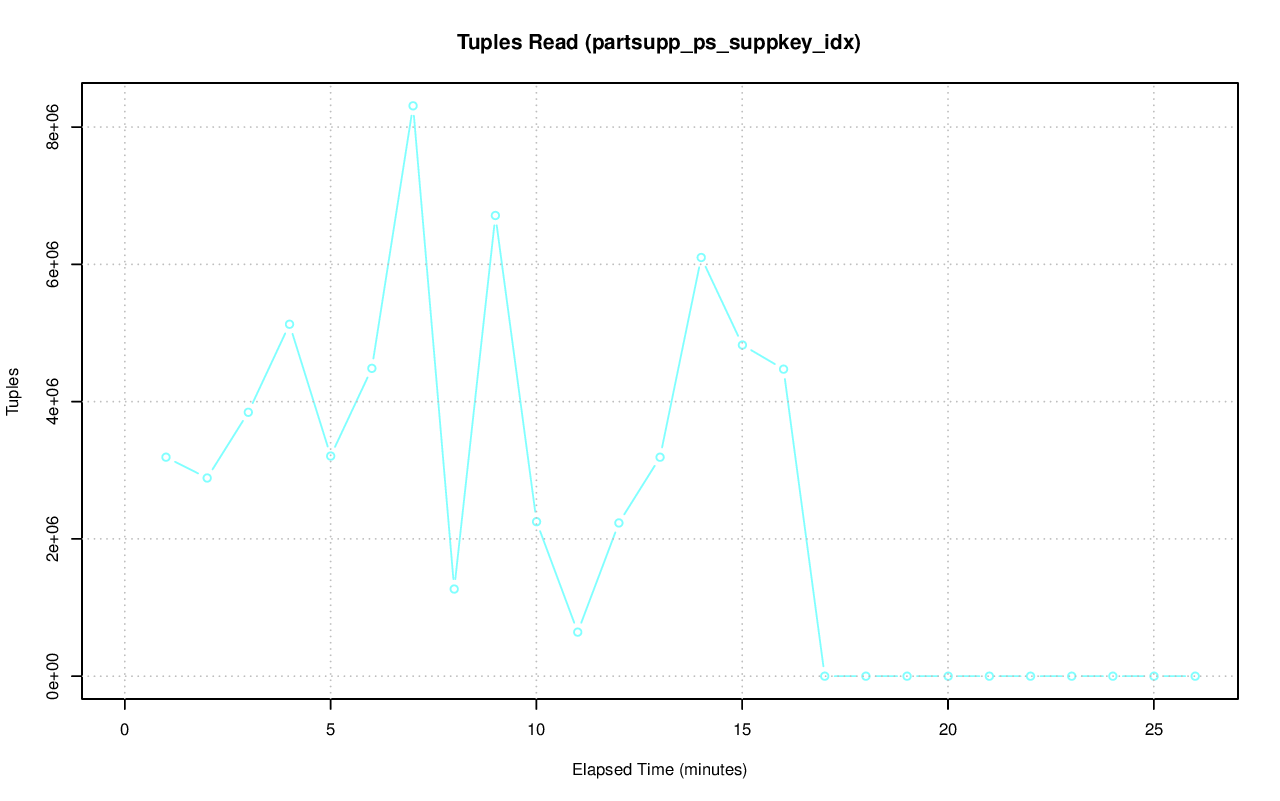 Tuples Read (partsupp_ps_suppkey_idx)
Tuples
8e+06
6e+06
4e+06
2e+06
0e+00
0 5 10 15 20 25
Elapsed Time (minutes)